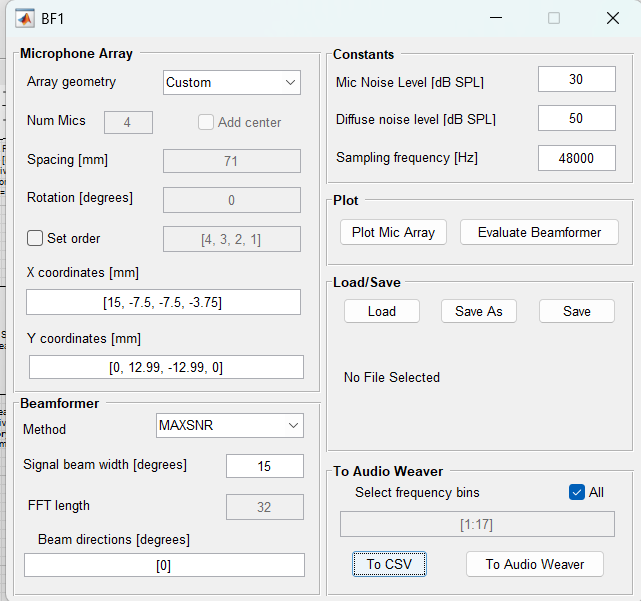 BF1
Microphone Array
Array geometry
Custom
Num Mics
4
Add center
Spacing [mm]
71
Rotation [degrees]
0
Set order
[4, 3, 2, 1]
X coordinates [mm]
[15, -7.5, -7.5, -3.75]
Y coordinates [mm]
[0, 12.99, -12.99, 0]
Beamformer
Method
MAXSNR
Signal beam width [degrees]
15
FFT length
32
Beam directions [degrees]
[0]
Constants
Mic Noise Level [dB SPL]
30
Diffuse noise level [dB SPL]
50
Sampling frequency [Hz]
48000
Plot
Plot Mic Array
Evaluate Beamformer
Load/Save
Load
Save As
Save
No File Selected
To Audio Weaver
Select frequency bins
All
[1:17]
To CSV
To Audio Weaver